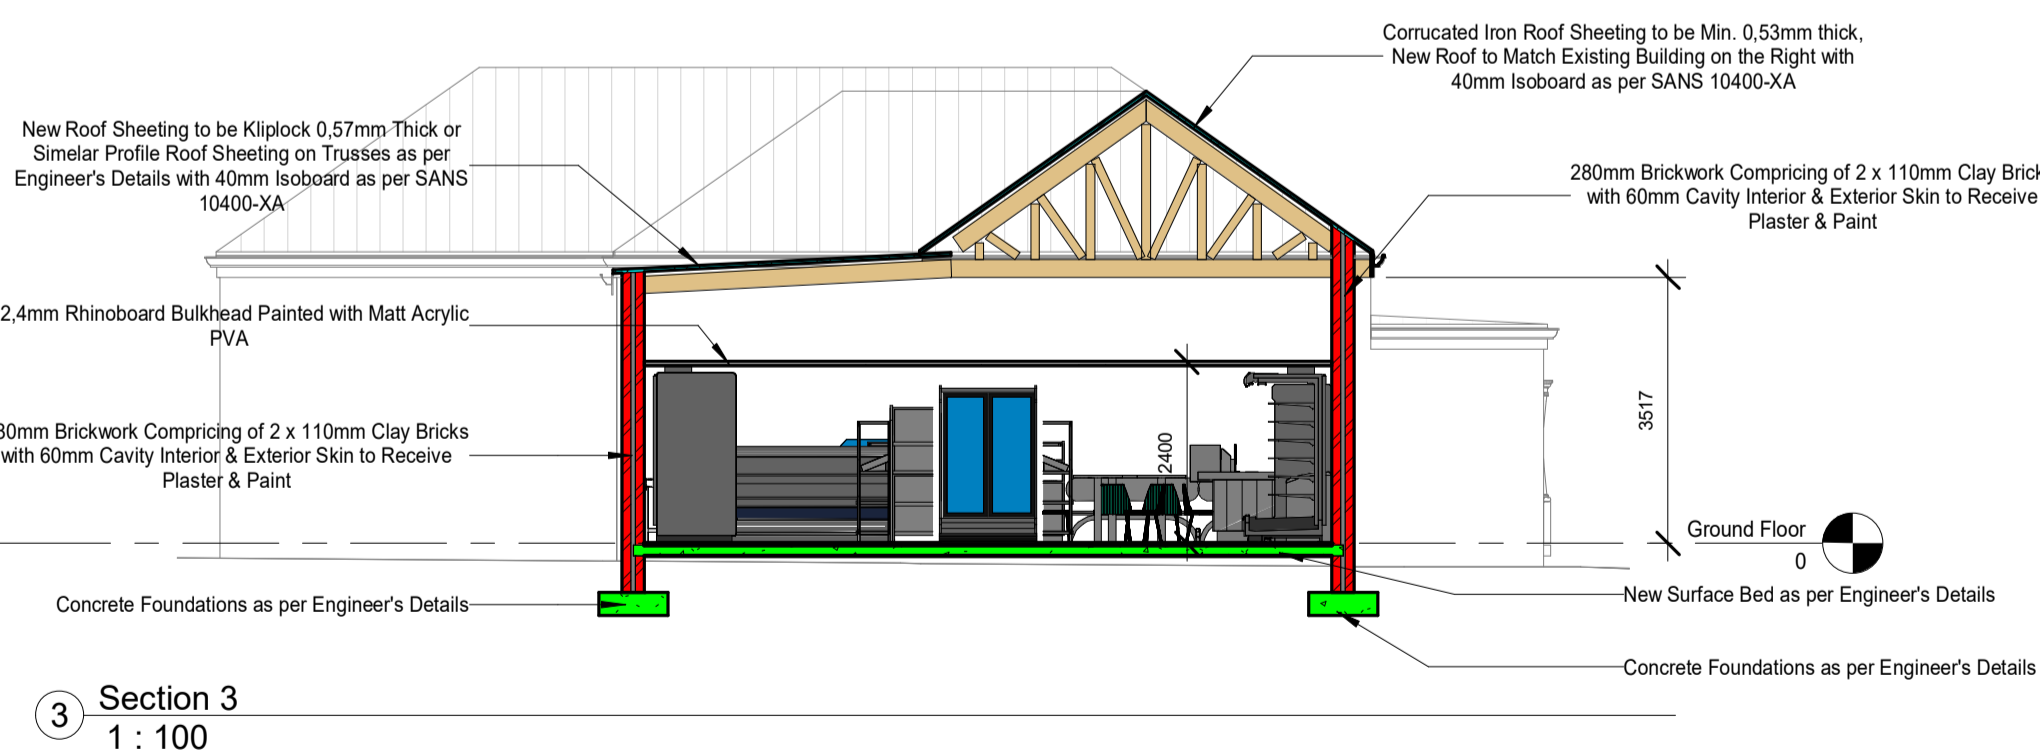 Corrucated Iron Roof Sheeting to be Min. 0,53mm thick,
New Roof to Match Existing Building on the Right with
40mm Isoboard as per SANS 10400-XA
New Roof Sheeting to be Kliplock 0,57mm Thick or
Simelar Profile Roof Sheeting on Trusses as per
Engineer's Details with 40mm Isoboard as per SANS
10400-XA
280mm Brickwork Compricing of 2 x 110mm Clay Brick
with 60mm Cavity Interior & Exterior Skin to Receive
Plaster & Paint
2,4mm Rhinoboard Bulkhead Painted with Matt Acrylic
PVA
30mm Brickwork Compricing of 2 x 110mm Clay Bricks
with 60mm Cavity Interior & Exterior Skin to Receive
Plaster & Paint
2400
3517
Ground Floor
0
Concrete Foundations as per Engineer's Details
New Surface Bed as per Engineer's Details
Concrete Foundations as per Engineer's Details
3
Section 3
1 : 100